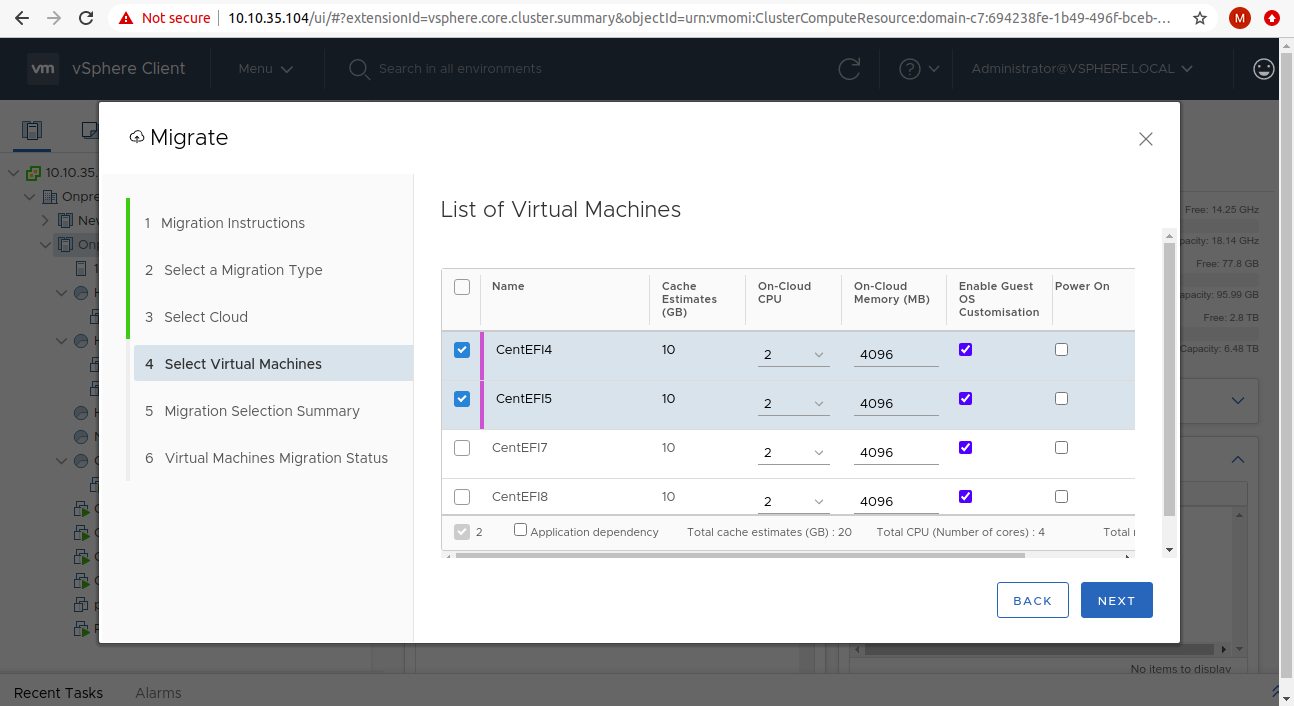 Not secure 10.10.35.104/ui/#?extensionId=vsphere.core.cluster.summary&objectId=urn:vmomi:ClusterComputeResource:domain-c7:694238fe-1b49-496f-bceb-... M
vm vSphere Client Menu Search in all environments Administrator@VSPHERE.LOCAL
Migrate
10.10.35.
Onpre
1 Migration Instructions
2 Select a Migration Type
3 Select Cloud
4 Select Virtual Machines
5 Migration Selection Summary
6 Virtual Machines Migration Status
List of Virtual Machines
Name Cache Estimates (GB) On-Cloud CPU On-Cloud Memory (MB) Enable Guest OS Customisation Power On
CentEFI4 10 2 4096
CentEFI5 10 2 4096
CentEFI7 10 2 4096
CentEFI8 10 2 4096
2 Application dependency Total cache estimates (GB) : 20 Total CPU (Number of cores) : 4 Total
BACK NEXT
Free: 14.25 GHz
pacity: 18.14 GHz
Free: 77.8 GB
apacity: 95.99 GB
Free: 2.8 TB
Capacity: 6.48 TB
No items to display
Recent Tasks Alarms